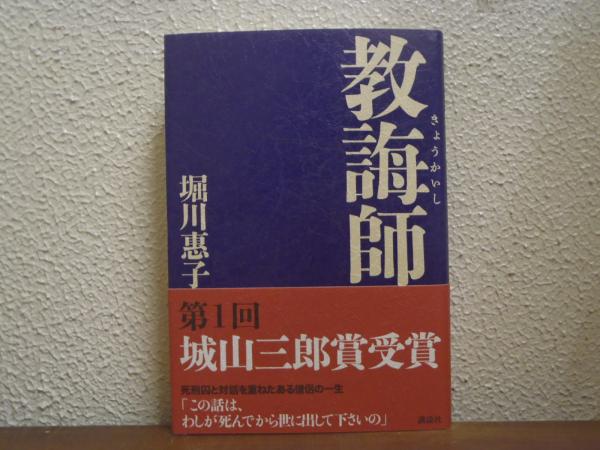 教誨師
きょうかいし
堀川惠子
第1回
城山三郎賞受賞
死刑囚と対話を重ねたある僧侶の一生
「この話は、
わしが死んでから世に出して下さいの」
講談社